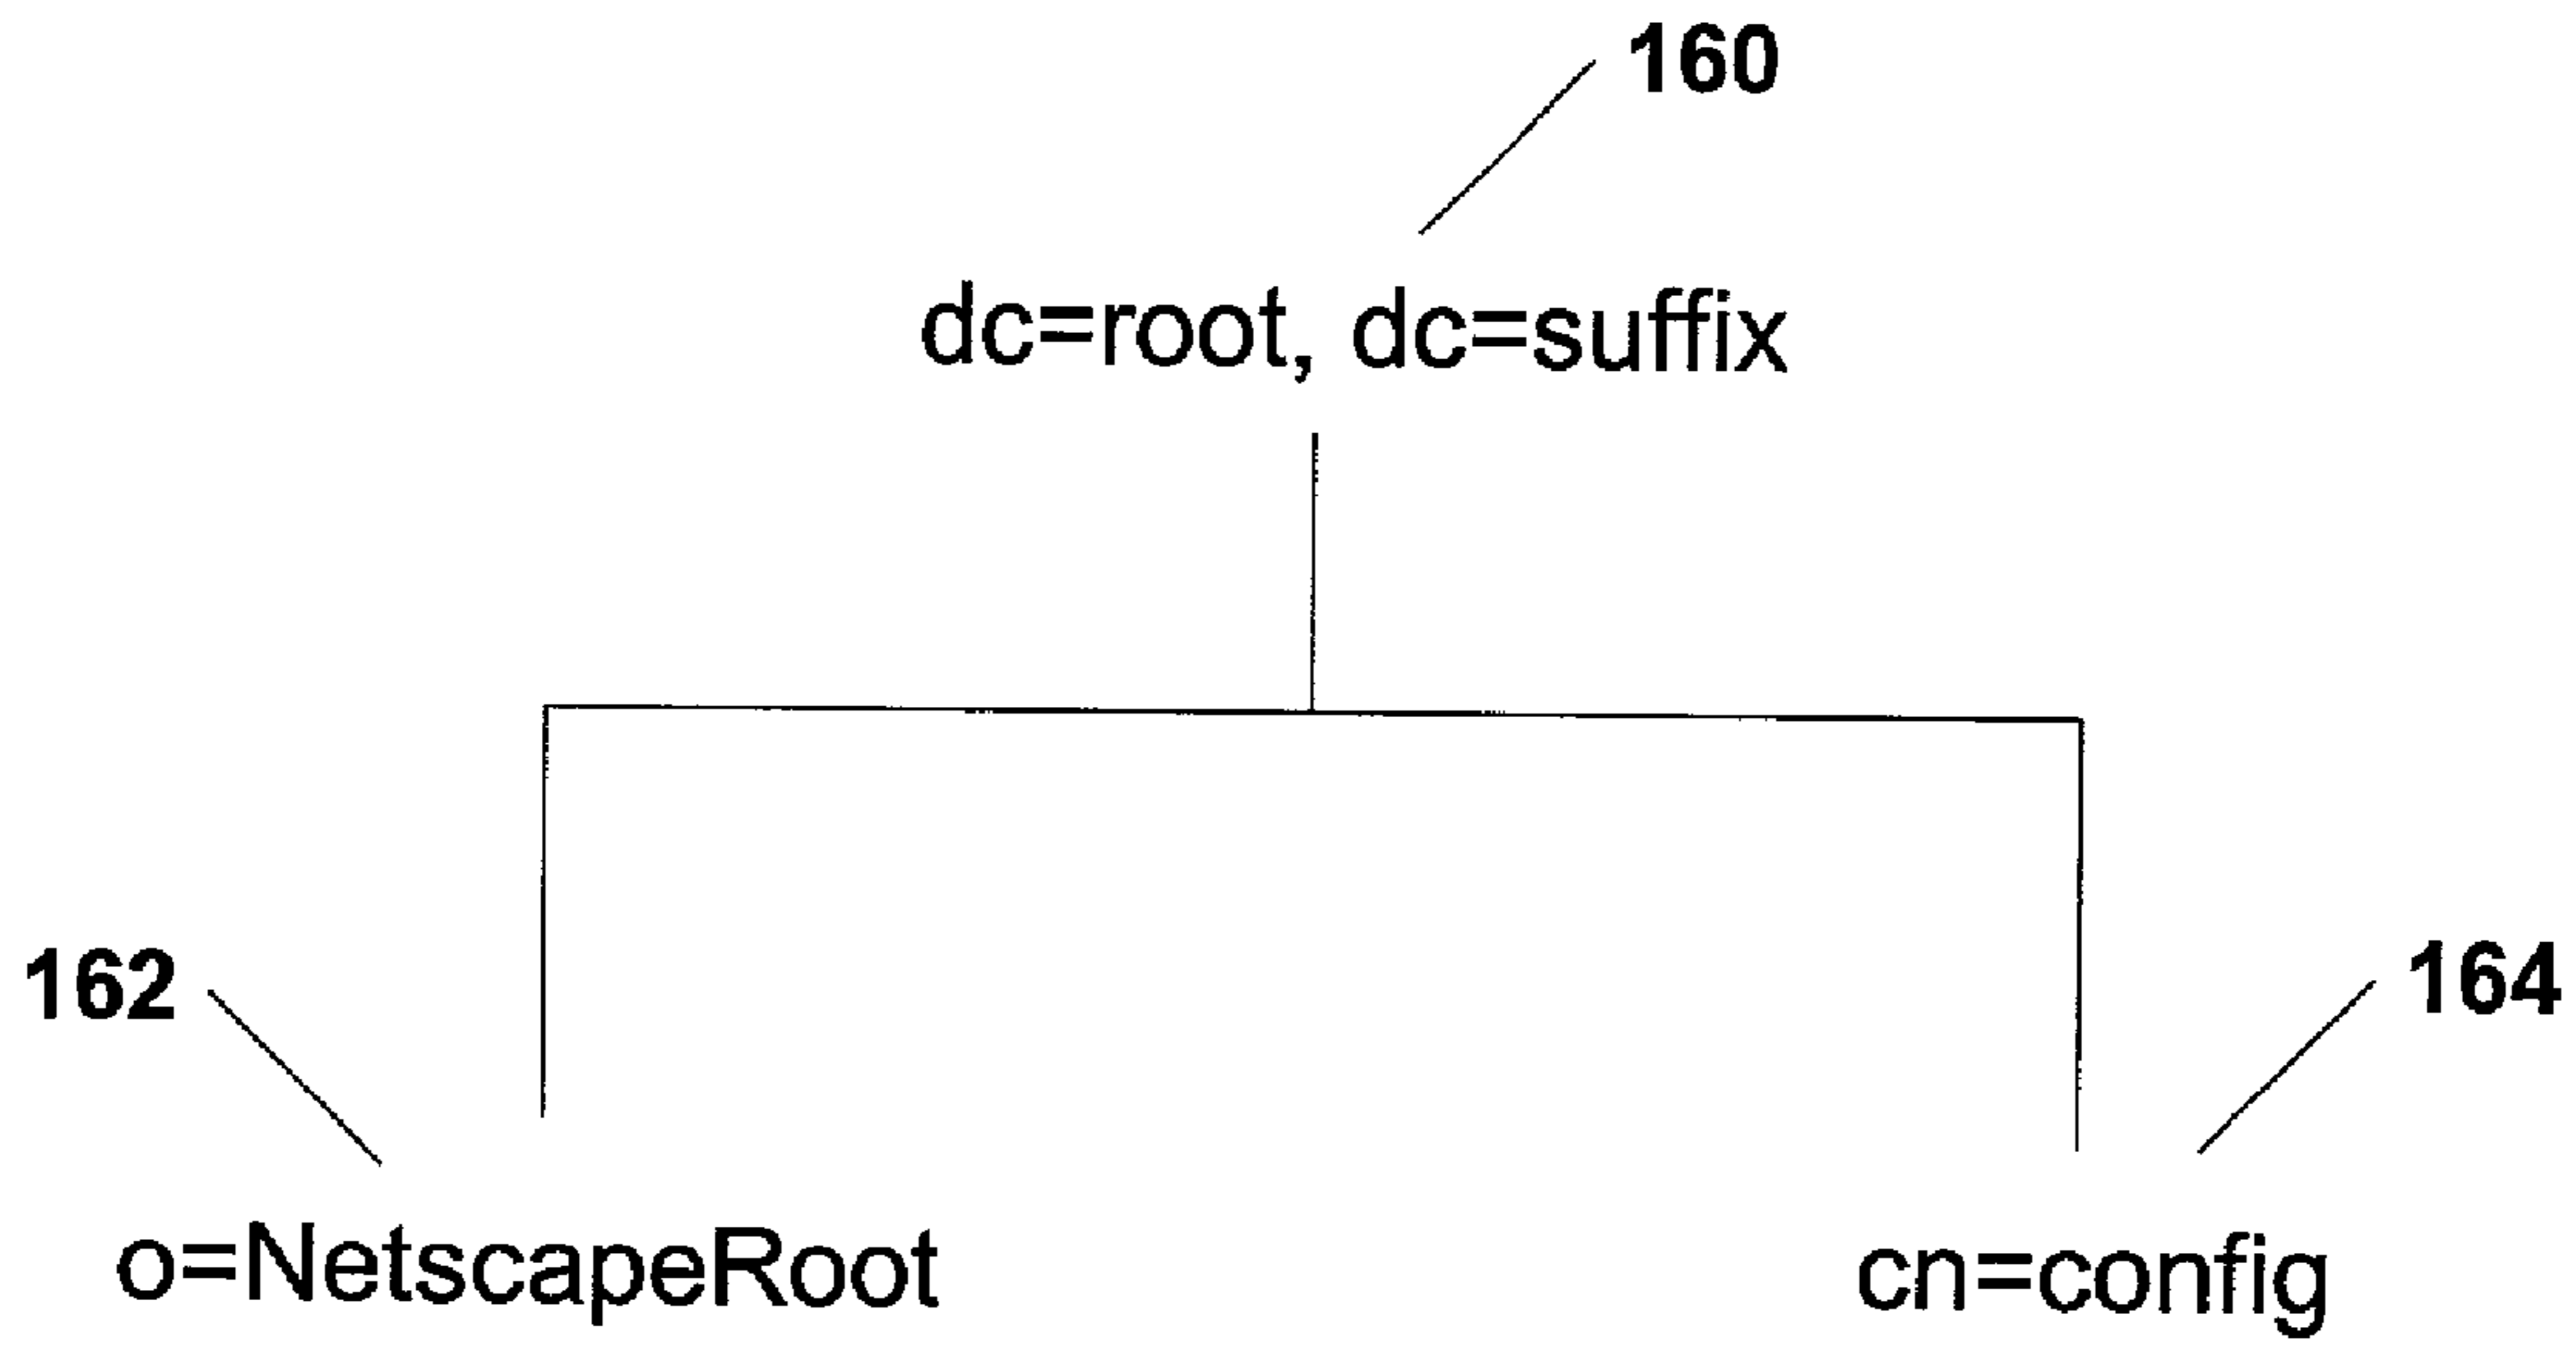 160
dc=root, dc=suffix
162
164
o=NetscapeRoot
cn=config